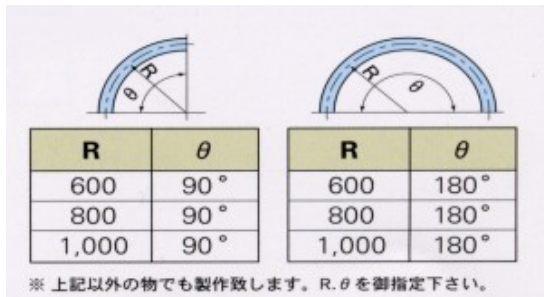 R
θ
R
θ
R θ
600 90°
800 90°
1,000 90°
R θ
600 180°
800 180°
1,000 180°
※ 上記以外の物でも製作致します。R.θを御指定下さい。